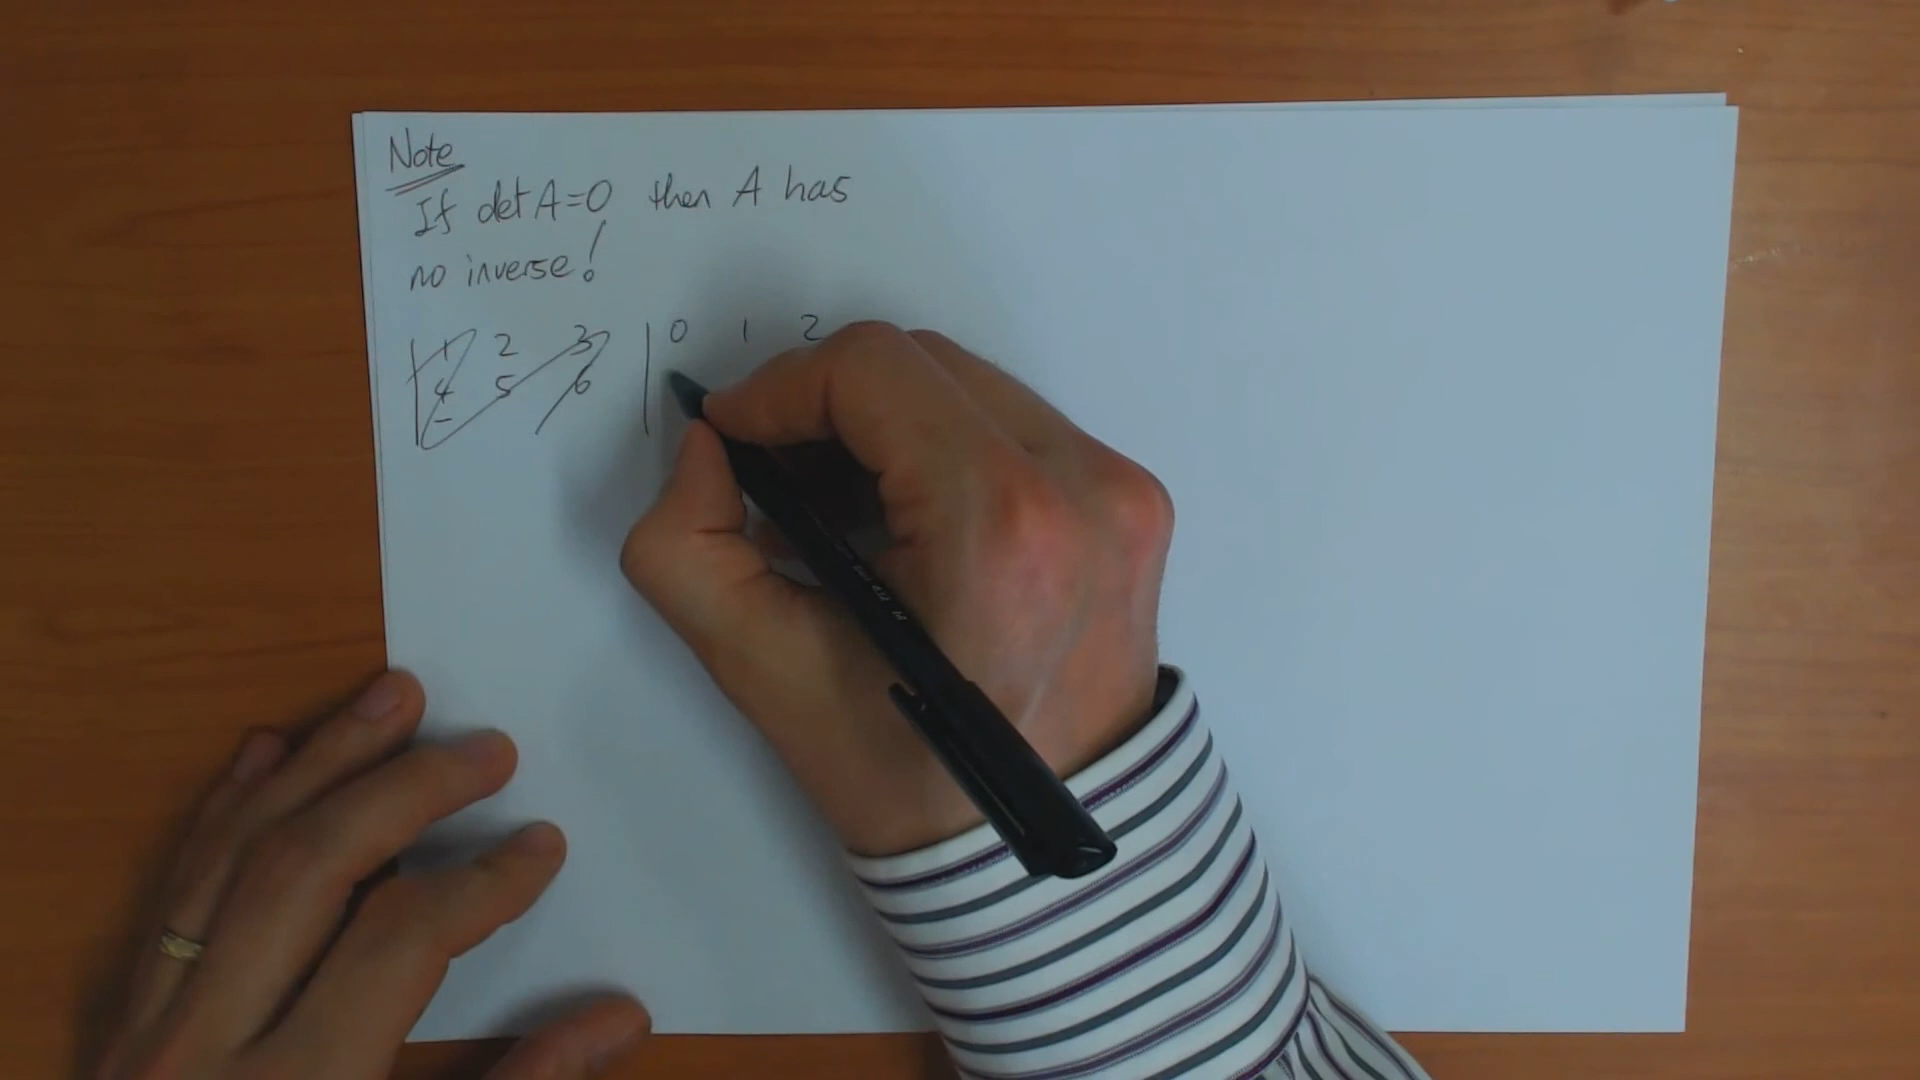 Note
If det A=0 then A has
no inverse!
1 2 3 | 0 1 2
4 5 6